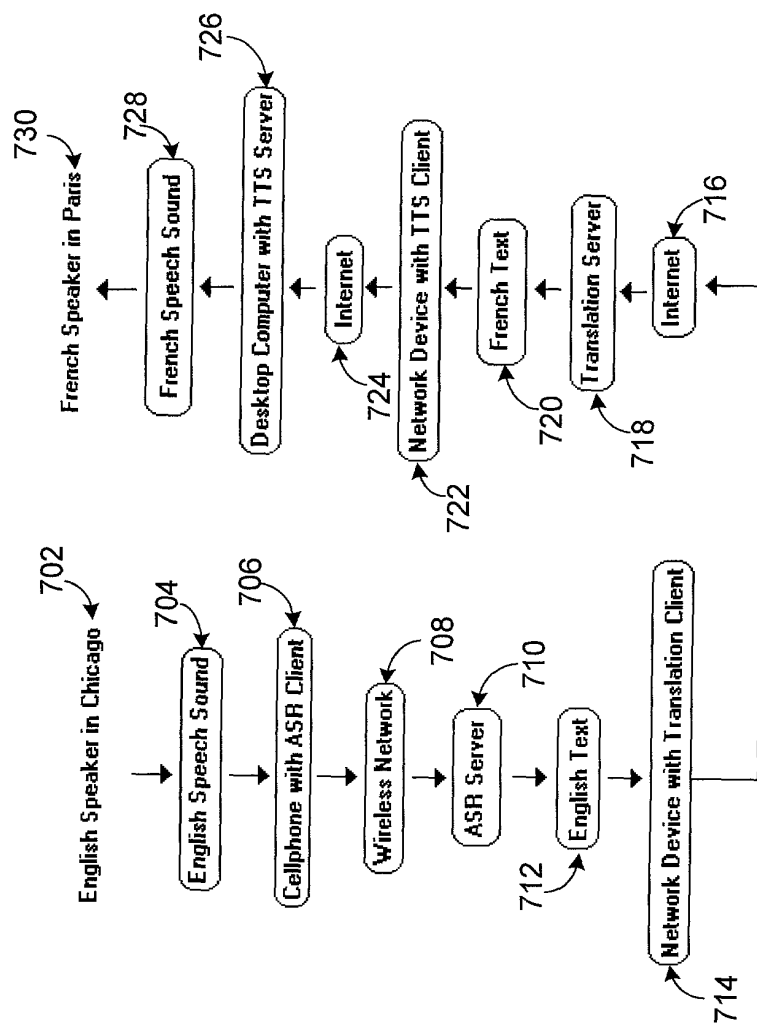 English Speaker in Chicago
702
English Speech Sound
704
Cellphone with ASR Client
706
Wireless Network
708
ASR Server
710
English Text
712
Network Device with Translation Client
714
French Speaker in Paris
730
French Speech Sound
728
Desktop Computer with TTS Server
726
Internet
724
Network Device with TTS Client
722
French Text
720
Translation Server
718
Internet
716